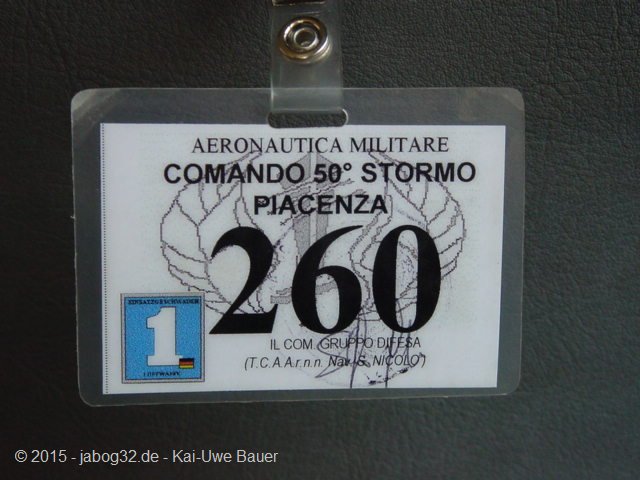 AERONAUTICA MILITARE
COMANDO 50° STORMO
PIACENZA
260
EINSATZGESCHWADER
1
LUFTWAFFE
IL COM. GRUPPO DIFESA
(T.C.A.A.r.n.n. Nav. S. NICOLO')
© 2015 - jabog32.de - Kai-Uwe Bauer